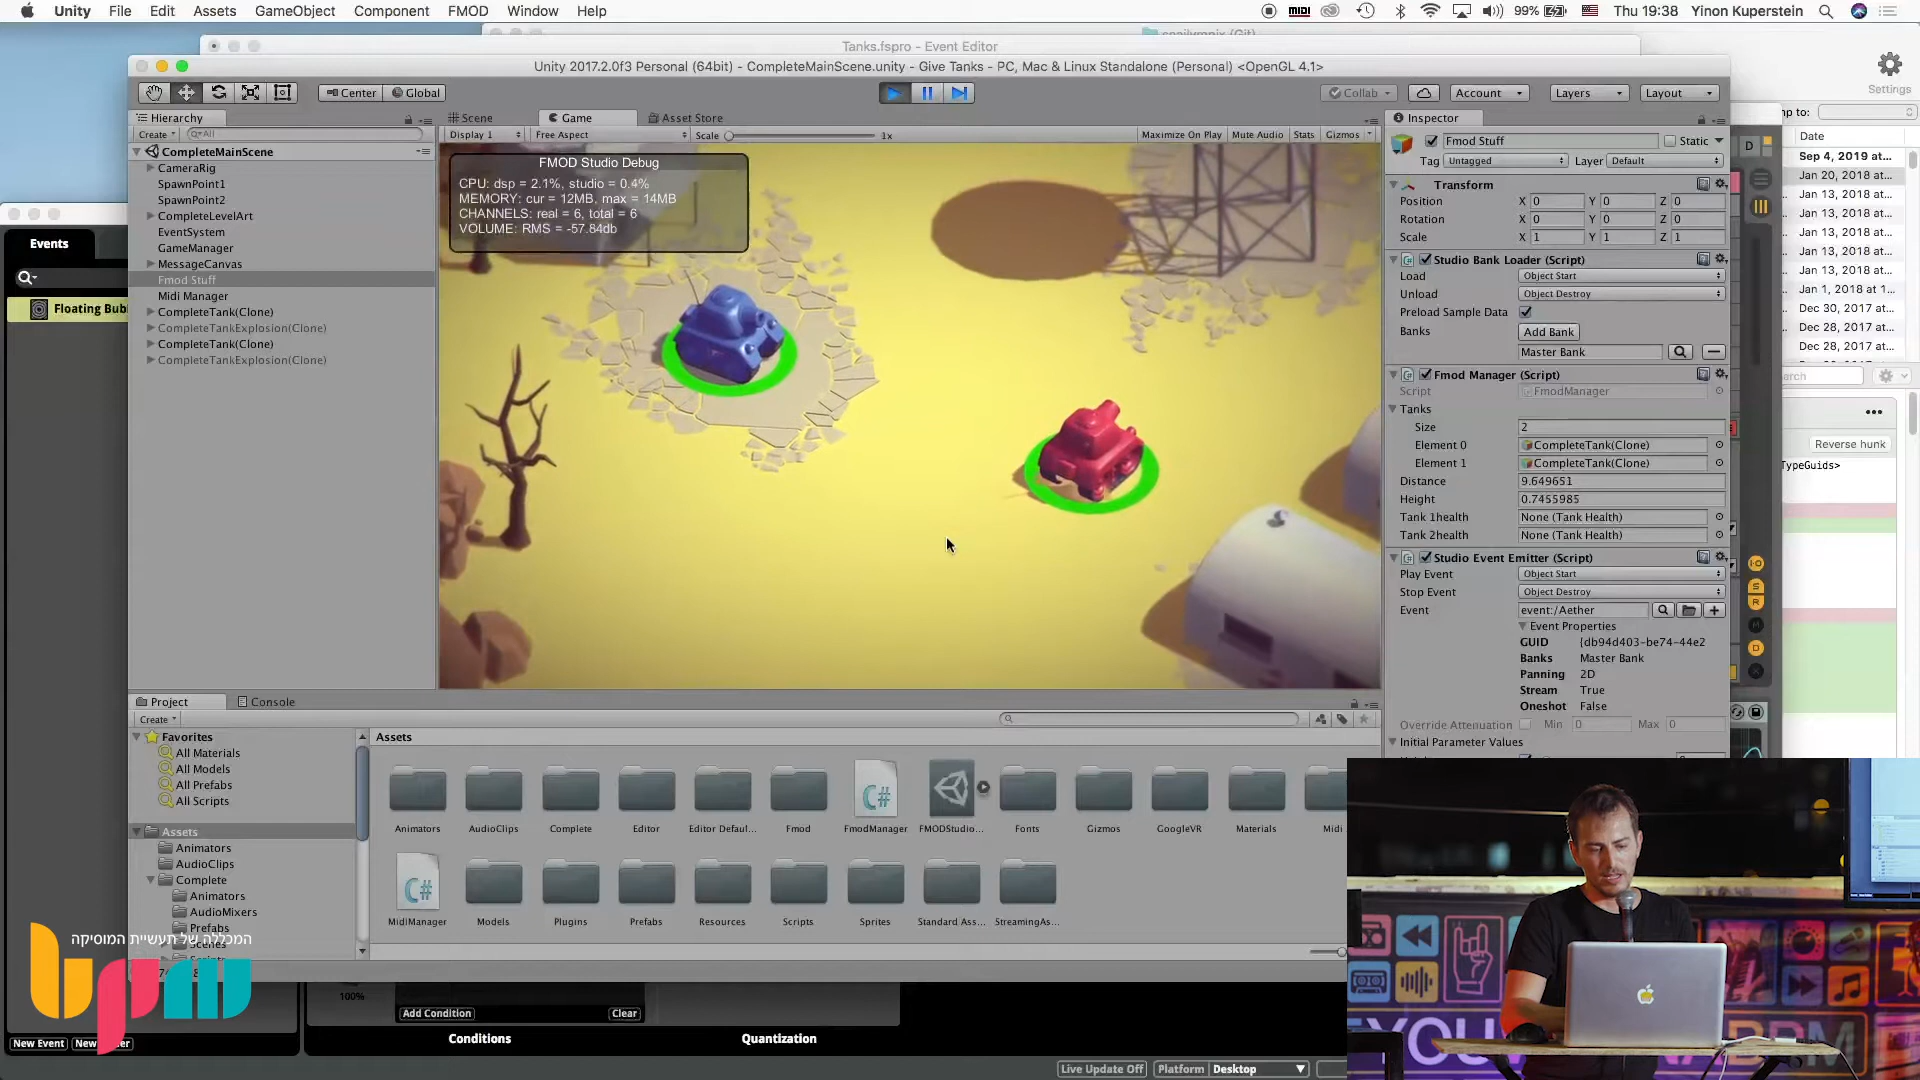 Unity File Edit Assets GameObject Component FMOD Window Help
99% Thu 19:38 Yinon Kuperstein
Tanks.fspro - Event Editor
Settings
Unity 2017.2.0f3 Personal (64bit) - CompleteMainScene.unity - Give Tanks - PC, Mac & Linux Standalone (Personal) <OpenGL 4.1>
Center Global
Collab Account Layers Layout
Hierarchy
Create All
CompleteMainScene
CameraRig
SpawnPoint1
SpawnPoint2
CompleteLevelArt
EventSystem
GameManager
MessageCanvas
Fmod Stuff
Midi Manager
CompleteTank(Clone)
CompleteTankExplosion(Clone)
CompleteTank(Clone)
CompleteTankExplosion(Clone)
Events
Floating Bub
Scene Game Asset Store
Display 1 Free Aspect Scale 1x Maximize On Play Mute Audio Stats Gizmos
FMOD Studio Debug
CPU: dsp = 2.1%, studio = 0.4%
MEMORY: cur = 12MB, max = 14MB
CHANNELS: real = 6, total = 6
VOLUME: RMS = -57.84db
Inspector
Fmod Stuff Static
Tag Untagged Layer Default
Transform
Position X 0 Y 0 Z 0
Rotation X 0 Y 0 Z 0
Scale X 1 Y 1 Z 1
Studio Bank Loader (Script)
Load Object Start
Unload Object Destroy
Preload Sample Data
Banks Add Bank
Master Bank
Fmod Manager (Script)
Script FmodManager
Tanks
Size 2
Element 0 CompleteTank(Clone)
Element 1 CompleteTank(Clone)
Distance 9.649651
Height 0.7455985
Tank 1health None (Tank Health)
Tank 2health None (Tank Health)
Studio Event Emitter (Script)
Play Event Object Start
Stop Event Object Destroy
Event event:/Aether
Event Properties
GUID {db94d403-be74-44e2
Banks Master Bank
Panning 2D
Stream True
Oneshot False
Override Attenuation Min 0 Max 0
Initial Parameter Values
np to:
Date
D
Sep 4, 2019 at...
Jan 20, 2018 at...
Jan 13, 2018 at...
Jan 13, 2018 at...
Jan 13, 2018 at...
Jan 13, 2018 at...
Jan 13, 2018 at...
Jan 1, 2018 at 1...
Dec 30, 2017 at...
Dec 28, 2017 at...
Dec 28, 2017 at...
earch
Reverse hunk
TypeGuids>
Project Console
Create
Favorites
All Materials
All Models
All Prefabs
All Scripts
Assets
Animators
AudioClips
Complete
Animators
AudioMixers
Prefabs
Scenes
Assets
Animators AudioClips Complete Editor Editor Defaul... Fmod FmodManager FMODStudio... Fonts Gizmos GoogleVR Materials Midi
MidiManager Models Plugins Prefabs Resources Scripts Sprites Standard Ass... StreamingAs...
המכללה של תעשיית המוסיקה
bpm
100%
Add Condition Clear
Conditions Quantization
New Event
Live Update Off Platform Desktop